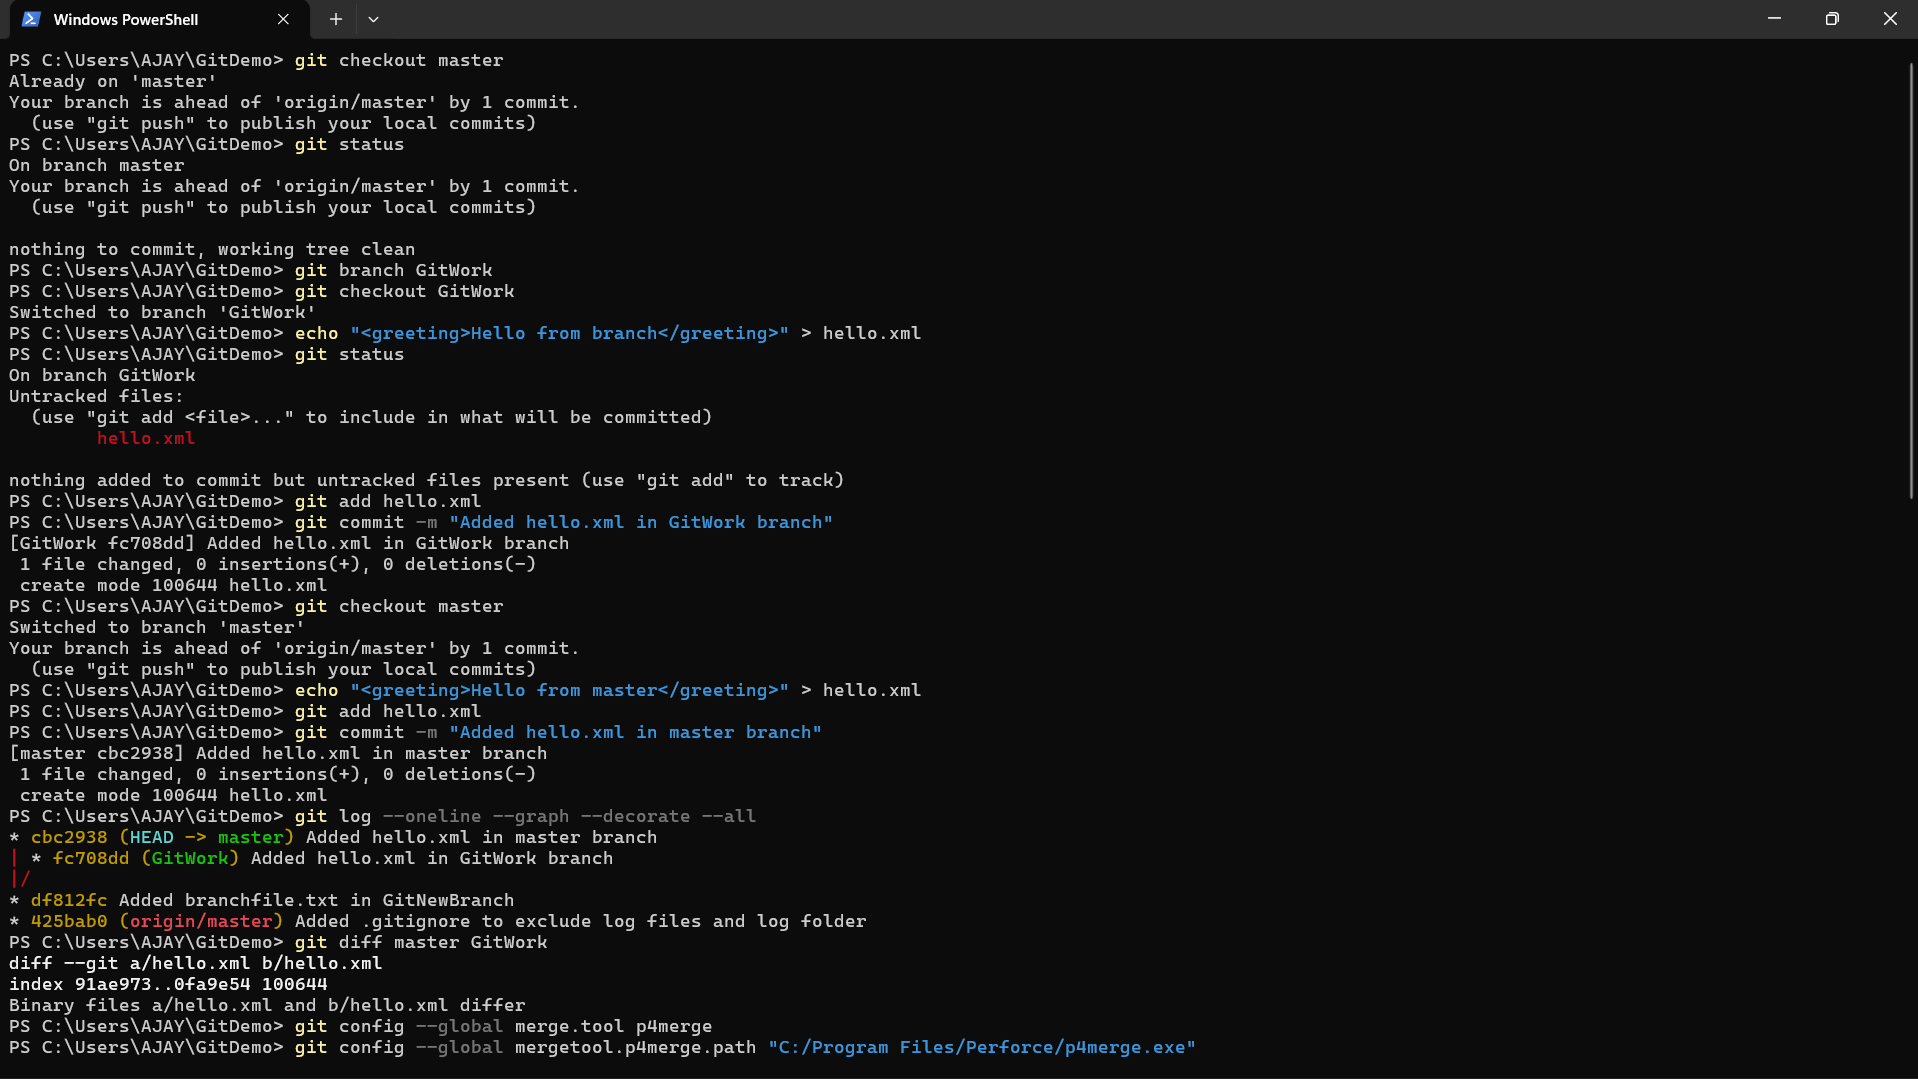 Windows PowerShell
PS C:\Users\AJAY\GitDemo> git checkout master
Already on 'master'
Your branch is ahead of 'origin/master' by 1 commit.
  (use "git push" to publish your local commits)
PS C:\Users\AJAY\GitDemo> git status
On branch master
Your branch is ahead of 'origin/master' by 1 commit.
  (use "git push" to publish your local commits)

nothing to commit, working tree clean
PS C:\Users\AJAY\GitDemo> git branch GitWork
PS C:\Users\AJAY\GitDemo> git checkout GitWork
Switched to branch 'GitWork'
PS C:\Users\AJAY\GitDemo> echo "<greeting>Hello from branch</greeting>" > hello.xml
PS C:\Users\AJAY\GitDemo> git status
On branch GitWork
Untracked files:
  (use "git add <file>..." to include in what will be committed)
        hello.xml

nothing added to commit but untracked files present (use "git add" to track)
PS C:\Users\AJAY\GitDemo> git add hello.xml
PS C:\Users\AJAY\GitDemo> git commit -m "Added hello.xml in GitWork branch"
[GitWork fc708dd] Added hello.xml in GitWork branch
 1 file changed, 0 insertions(+), 0 deletions(-)
 create mode 100644 hello.xml
PS C:\Users\AJAY\GitDemo> git checkout master
Switched to branch 'master'
Your branch is ahead of 'origin/master' by 1 commit.
  (use "git push" to publish your local commits)
PS C:\Users\AJAY\GitDemo> echo "<greeting>Hello from master</greeting>" > hello.xml
PS C:\Users\AJAY\GitDemo> git add hello.xml
PS C:\Users\AJAY\GitDemo> git commit -m "Added hello.xml in master branch"
[master cbc2938] Added hello.xml in master branch
 1 file changed, 0 insertions(+), 0 deletions(-)
 create mode 100644 hello.xml
PS C:\Users\AJAY\GitDemo> git log --oneline --graph --decorate --all
* cbc2938 (HEAD -> master) Added hello.xml in master branch
| * fc708dd (GitWork) Added hello.xml in GitWork branch
|/
* df812fc Added branchfile.txt in GitNewBranch
* 425bab0 (origin/master) Added .gitignore to exclude log files and log folder
PS C:\Users\AJAY\GitDemo> git diff master GitWork
diff --git a/hello.xml b/hello.xml
index 91ae973..0fa9e54 100644
Binary files a/hello.xml and b/hello.xml differ
PS C:\Users\AJAY\GitDemo> git config --global merge.tool p4merge
PS C:\Users\AJAY\GitDemo> git config --global mergetool.p4merge.path "C:/Program Files/Perforce/p4merge.exe"